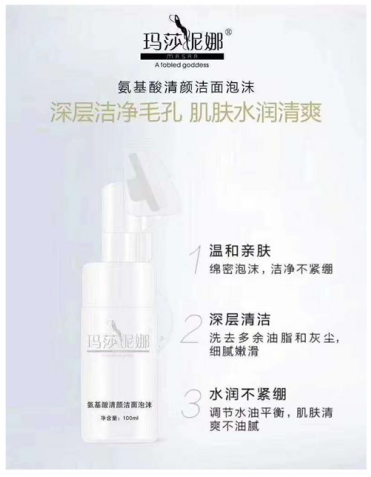 玛莎妮娜®
masan
A fabled goddess
氨基酸清颜洁面泡沫
深层洁净毛孔 肌肤水润清爽
1 温和亲肤
绵密泡沫，洁净不紧绷
2 深层清洁
洗去多余油脂和灰尘，
细腻嫩滑
3 水润不紧绷
调节水油平衡，肌肤清
爽不油腻
玛莎妮娜
氨基酸清颜洁面泡沫
净含量：100ml